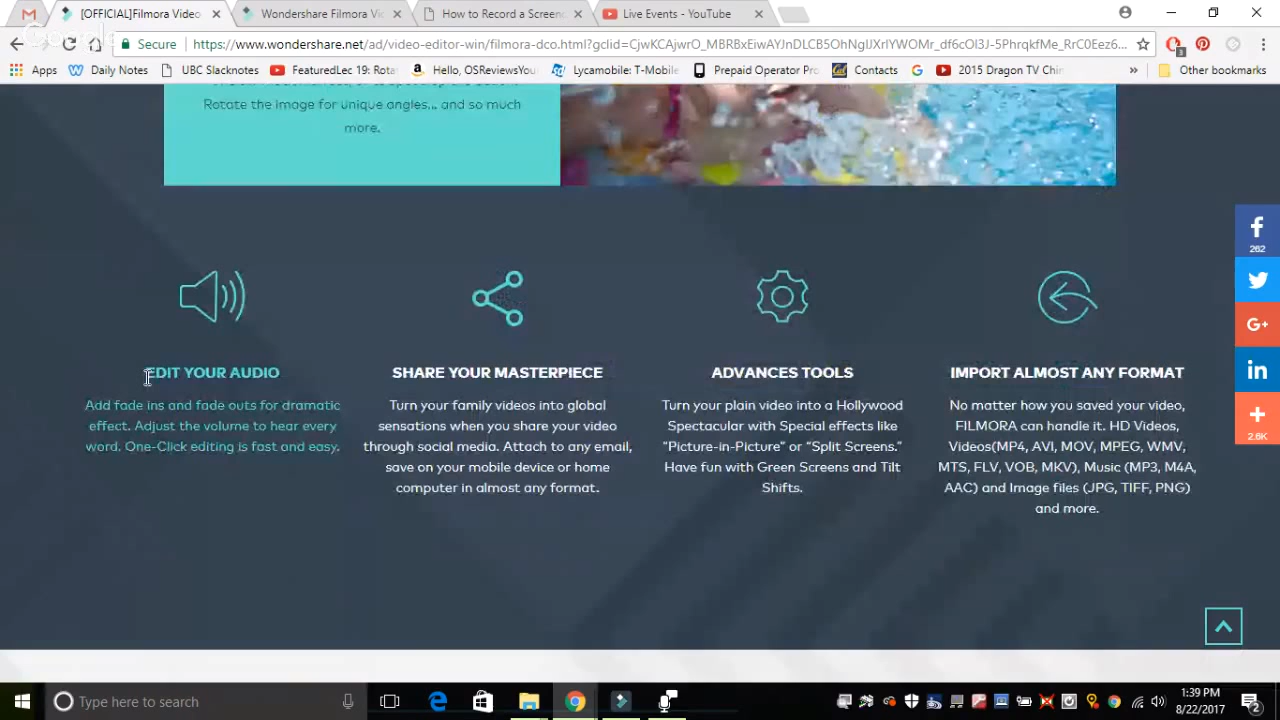 [OFFICIAL]Filmora Video
Wondershare Filmora Vi
How to Record a Screenc
Live Events - YouTube
Secure
https://www.wondershare.net/ad/video-editor-win/filmora-dco.html?gclid=
Apps
Daily Notes
UBC Slacknotes
FeaturedLec 19: Rota
Hello, OSReviewsYou
Lycamobile: T-Mobile
Prepaid Operator Pro
Contacts
2015 Dragon TV Chin
»
Other bookmarks
Rotate the image for unique angles... and so much
more.
262
2.6K
EDIT YOUR AUDIO
Add fade ins and fade outs for dramatic
effect. Adjust the volume to hear every
word. One-Click editing is fast and easy.
SHARE YOUR MASTERPIECE
Turn your family videos into global
sensations when you share your video
through social media. Attach to any email,
save on your mobile device or home
computer in almost any format.
ADVANCES TOOLS
Turn your plain video into a Hollywood
Spectacular with Special effects like
“Picture-in-Picture” or “Split Screens.”
Have fun with Green Screens and Tilt
Shifts.
IMPORT ALMOST ANY FORMAT
No matter how you saved your video,
FILMORA can handle it. HD Videos,
Videos(MP4, AVI, MOV, MPEG, WMV,
MTS, FLV, VOB, MKV), Music (MP3, M4A,
AAC) and Image files (JPG, TIFF, PNG)
and more.
Type here to search
1:39 PM
8/22/2017